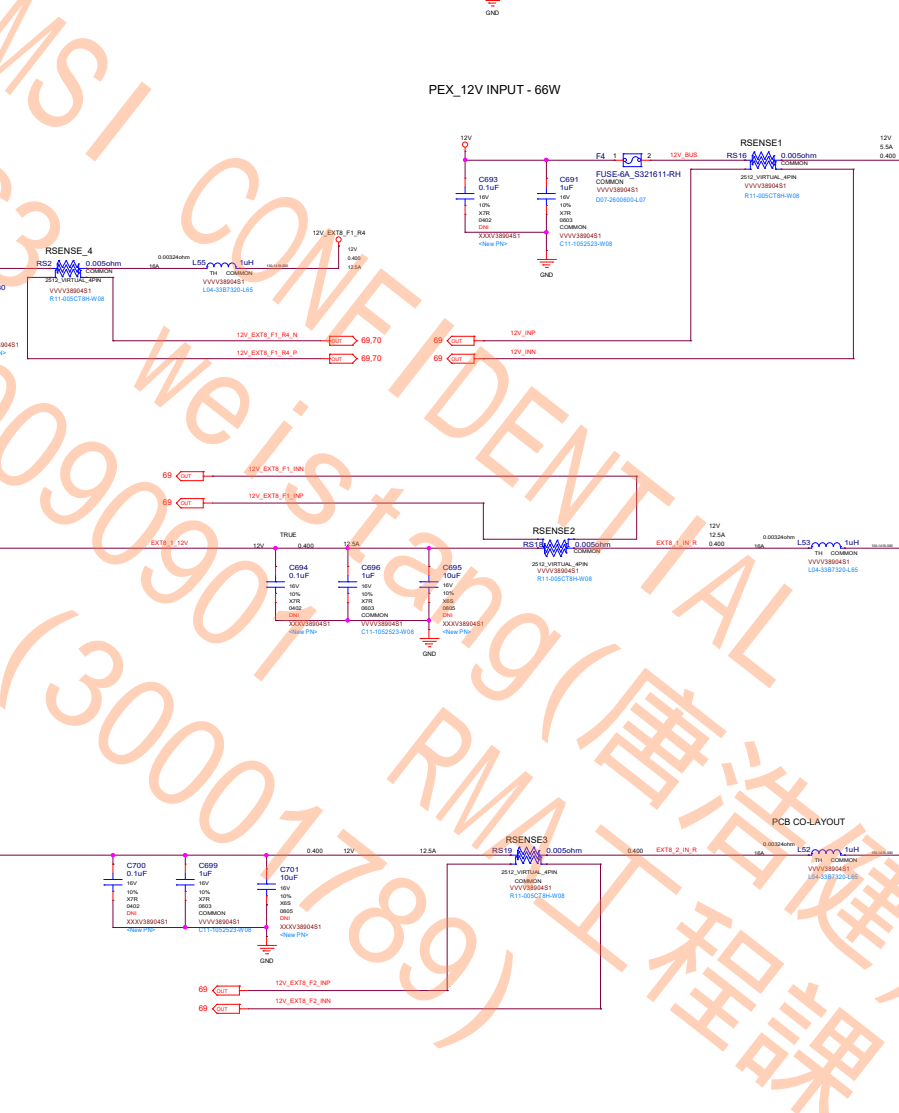 GND
PEX_12V INPUT - 66W
12V
F4 1 2 12V_BUS
FUSE-6A_S321611-RH
COMMON
VVVV38904S1
D07-2600600-L07
RSENSE1
RS16 0.005ohm
COMMON
2512_VIRTUAL_4PIN
VVVV38904S1
R11-005CT8H-W08
12V
5.5A
0.400
C693
0.1uF
16V
10%
X7R
0402
DNI
XXXV38904S1
<New PN>
C691
1uF
16V
10%
X7R
0603
COMMON
VVVV38904S1
C11-1052523-W08
GND
RSENSE_4
RS2 0.005ohm
COMMON
2512_VIRTUAL_4PIN
VVVV38904S1
R11-005CT8H-W08
0.00324ohm
16A
L55 1uH
TH COMMON
VVVV38904S1
L04-33B7320-L65
12V_EXT8_F1_R4
12V
0.400
12.5A
12V_EXT8_F1_R4_N OUT 69,70
12V_EXT8_F1_R4_P OUT 69,70
69 OUT 12V_INP
69 OUT 12V_INN
69 OUT 12V_EXT8_F1_INN
69 OUT 12V_EXT8_F1_INP
EXT8_1_12V
TRUE
12V 0.400 12.5A
RSENSE2
RS18 0.005ohm
COMMON
2512_VIRTUAL_4PIN
VVVV38904S1
R11-005CT8H-W08
EXT8_1_IN_R
12V
12.5A
0.400
0.00324ohm
16A
L53 1uH
TH COMMON
VVVV38904S1
L04-33B7320-L65
C694
0.1uF
16V
10%
X7R
0402
DNI
XXXV38904S1
<New PN>
C696
1uF
16V
10%
X7R
0603
COMMON
VVVV38904S1
C11-1052523-W08
C695
10uF
16V
10%
X6S
0805
DNI
XXXV38904S1
<New PN>
GND
0.400 12V 12.5A
RSENSE3
RS19 0.005ohm
2512_VIRTUAL_4PIN
COMMON
VVVV38904S1
R11-005CT8H-W08
0.400 EXT8_2_IN_R
PCB CO-LAYOUT
0.00324ohm
16A
L52 1uH
TH COMMON
VVVV38904S1
L04-33B7320-L65
C700
0.1uF
16V
10%
X7R
0402
DNI
XXXV38904S1
<New PN>
C699
1uF
16V
10%
X7R
0603
COMMON
VVVV38904S1
C11-1052523-W08
C701
10uF
16V
10%
X6S
0805
DNI
XXXV38904S1
<New PN>
GND
69 OUT 12V_EXT8_F2_INP
69 OUT 12V_EXT8_F2_INN
MSI CONFIDENTIAL
weistang(唐浩健
RMA工程課
(30001789)